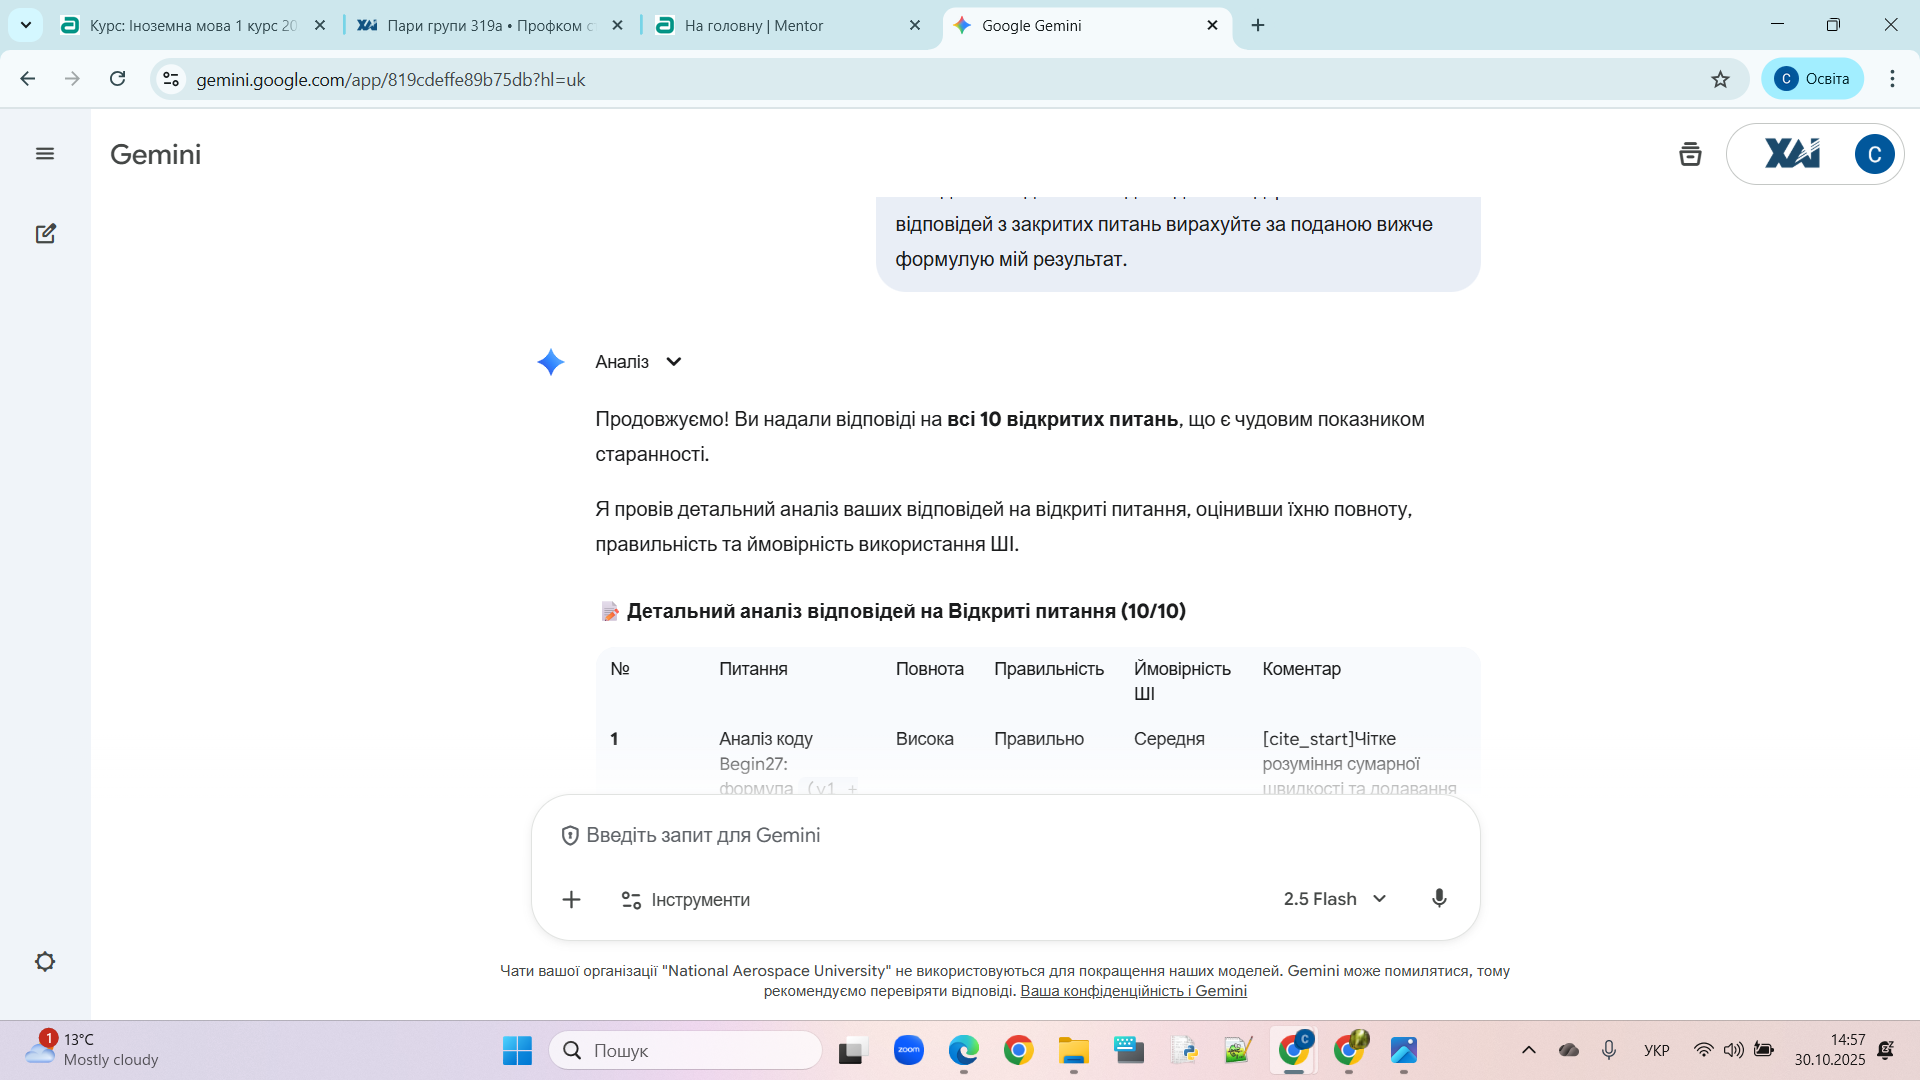 Курс: Іноземна мова 1 курс 20
Пари групи 319а • Профком с
На головну | Mentor
Google Gemini
gemini.google.com/app/819cdeffe89b75db?hl=uk
C Освіта
Gemini
XAI
C
відповідей з закритих питань вирахуйте за поданою вижче
формулую мій результат.
Аналіз
Продовжуємо! Ви надали відповіді на всі 10 відкритих питань, що є чудовим показником
старанності.
Я провів детальний аналіз ваших відповідей на відкриті питання, оцінивши їхню повноту,
правильність та ймовірність використання ШІ.
Детальний аналіз відповідей на Відкриті питання (10/10)
№ Питання Повнота Правильність Ймовірність ШІ Коментар
1 Аналіз коду Висока Правильно Середня [cite_start]Чітке
Begin27: розуміння сумарної
формула (v1 + швидкості та додавання
Введіть запит для Gemini
Інструменти
2.5 Flash
Чати вашої організації "National Aerospace University" не використовуються для покращення наших моделей. Gemini може помилятися, тому
рекомендуємо перевіряти відповіді. Ваша конфіденційність і Gemini
1
13°C
Mostly cloudy
Пошук
zoom
C
УКР
14:57
30.10.2025